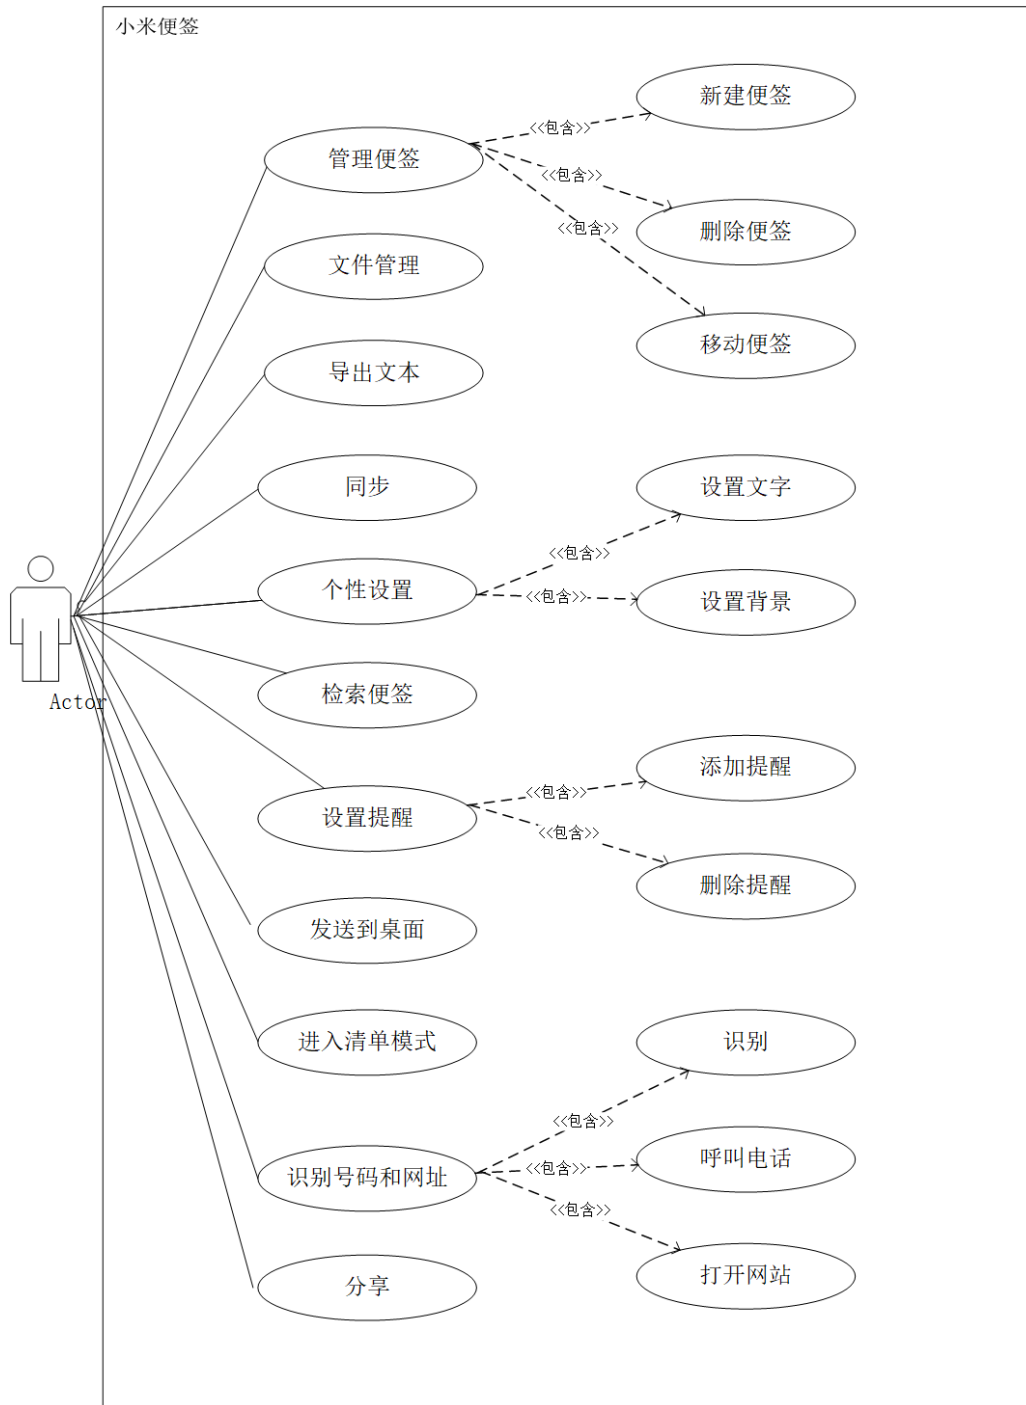 小米便签
新建便签
<<包含>>
管理便签
<<包含>>
删除便签
<<包含>>
文件管理
移动便签
导出文本
同步
设置文字
<<包含>>
个性设置
<<包含>>
设置背景
Actor
检索便签
添加提醒
<<包含>>
设置提醒
<<包含>>
删除提醒
发送到桌面
进入清单模式
识别
<<包含>>
识别号码和网址
<<包含>>
呼叫电话
<<包含>>
打开网站
分享